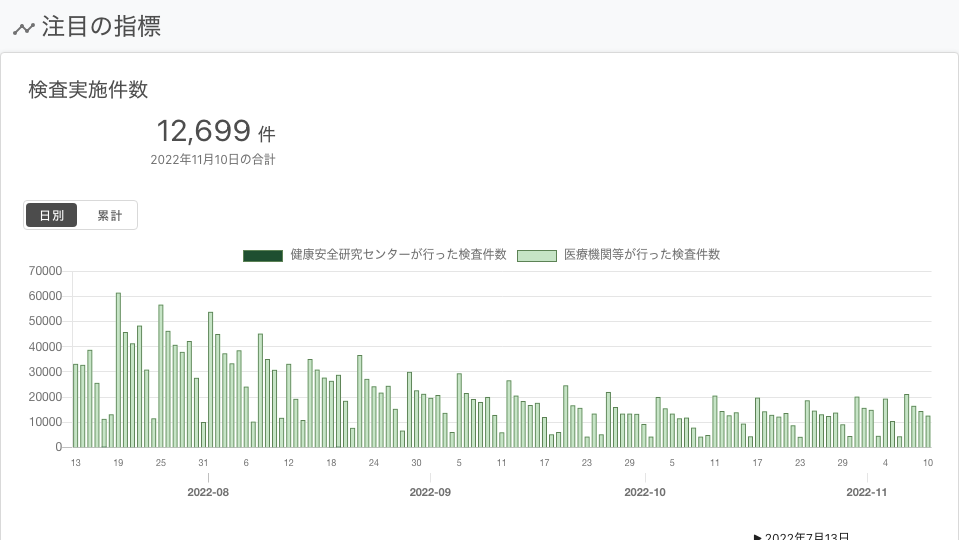 注目の指標
検査実施件数
12,699 件
2022年11月10日の合計
日別 累計
健康安全研究センターが行った検査件数 医療機関等が行った検査件数
70000
60000
50000
40000
30000
20000
10000
0
13 19 25 31 6 12 18 24 30 5 11 17 23 29 5 11 17 23 29 4 10
2022-08 2022-09 2022-10 2022-11
▶ 2022年7月13日